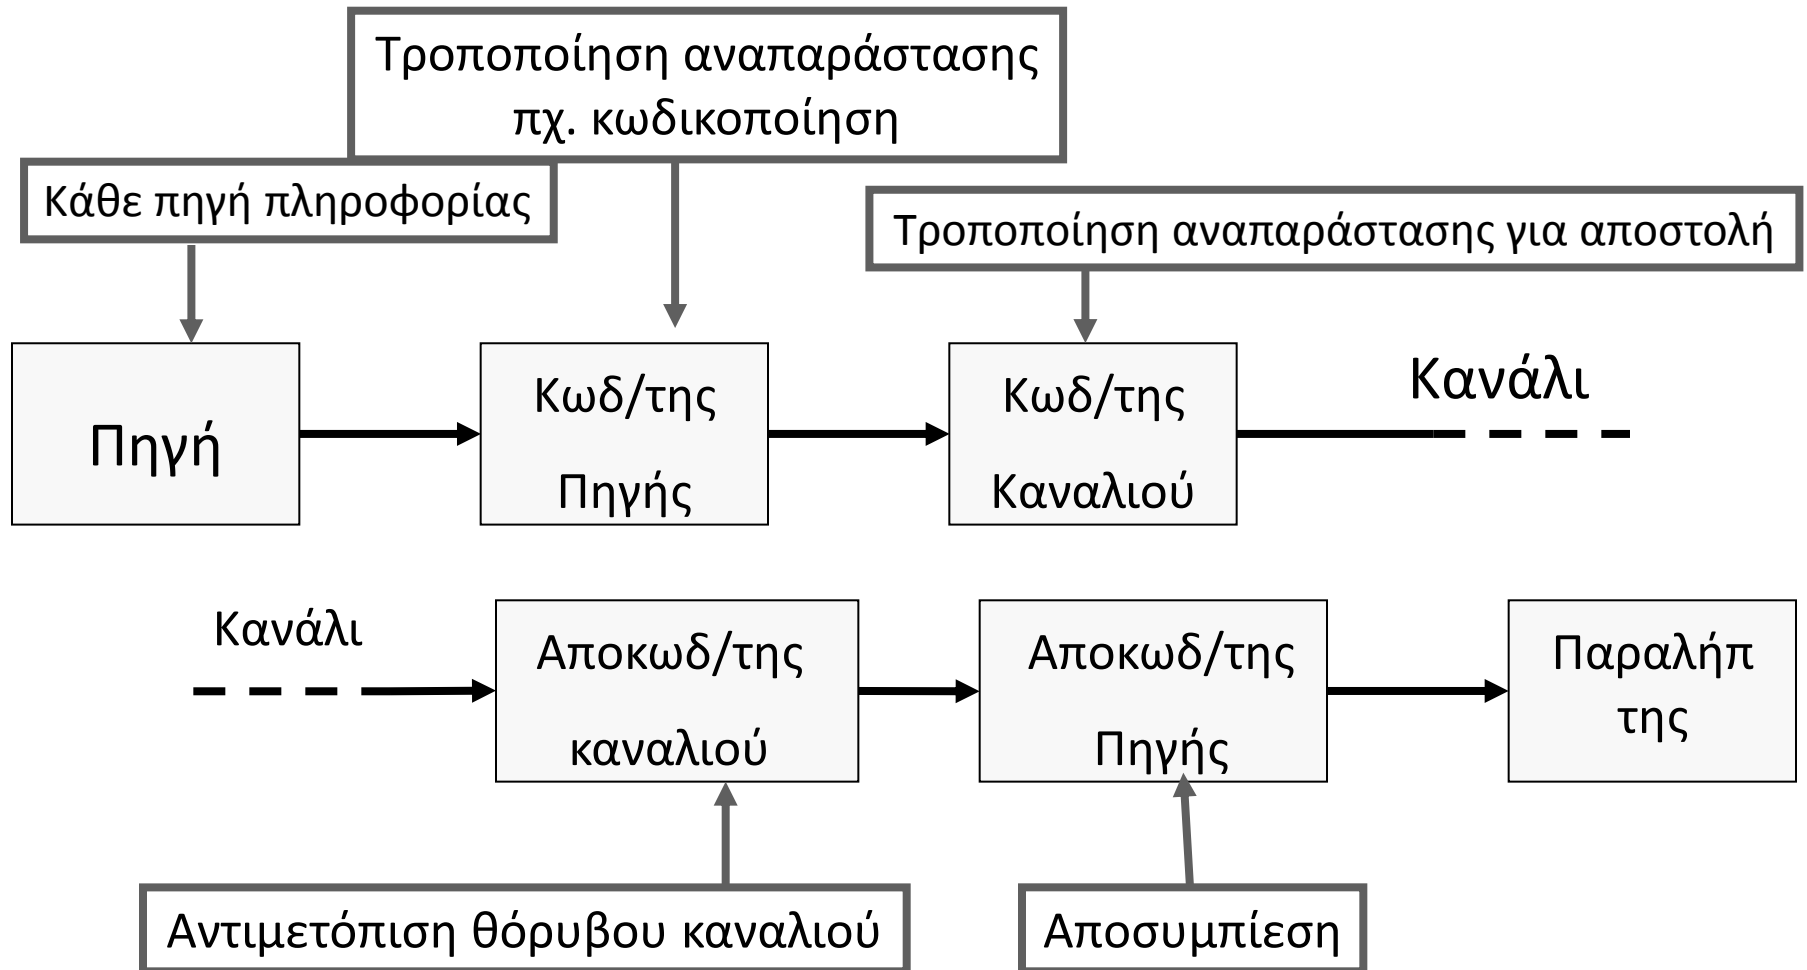 Τροποποίηση αναπαράστασης
πχ. κωδικοποίηση
Κάθε πηγή πληροφορίας
Τροποποίηση αναπαράστασης για αποστολή
Πηγή
Κωδ/της
Πηγής
Κωδ/της
Καναλιού
Κανάλι
Κανάλι
Αποκωδ/της
καναλιού
Αποκωδ/της
Πηγής
Παραλήπ
της
Αντιμετόπιση θόρυβου καναλιού
Αποσυμπίεση